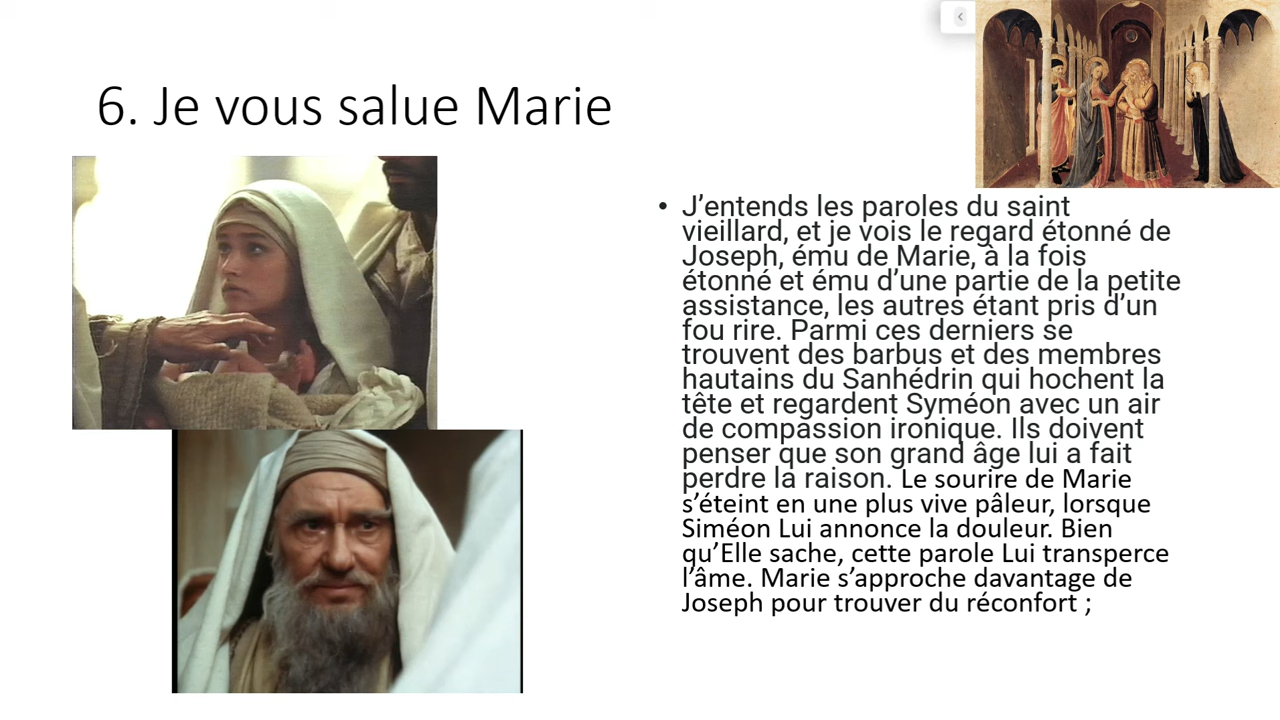 6. Je vous salue Marie
• J’entends les paroles du saint
vieillard, et je vois le regard étonné de
Joseph, ému de Marie, à la fois
étonné et ému d’une partie de la petite
assistance, les autres étant pris d’un
fou rire. Parmi ces derniers se
trouvent des barbus et des membres
hautains du Sanhédrin qui hochent la
tête et regardent Syméon avec un air
de compassion ironique. Ils doivent
penser que son grand âge lui a fait
perdre la raison. Le sourire de Marie
s’éteint en une plus vive pâleur, lorsque
Siméon Lui annonce la douleur. Bien
qu’Elle sache, cette parole Lui transperce
l’âme. Marie s’approche davantage de
Joseph pour trouver du réconfort ;